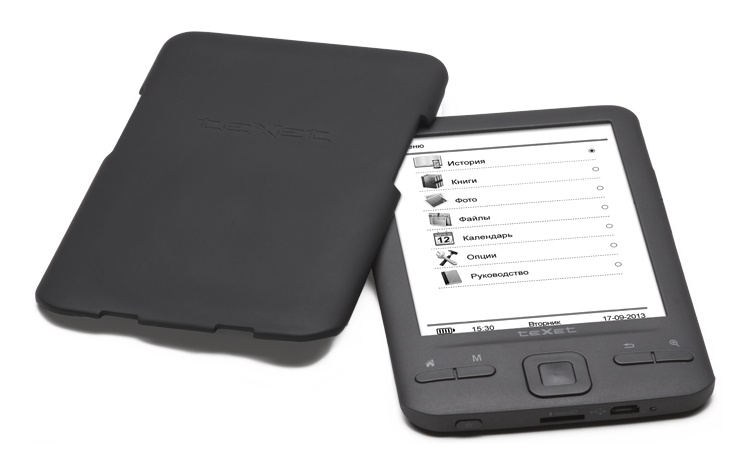 teXet
еню
История
Книги
Фото
Файлы
12 Календарь
Опции
Руководство
15:30 Вторник 17-09-2013
teXet
M